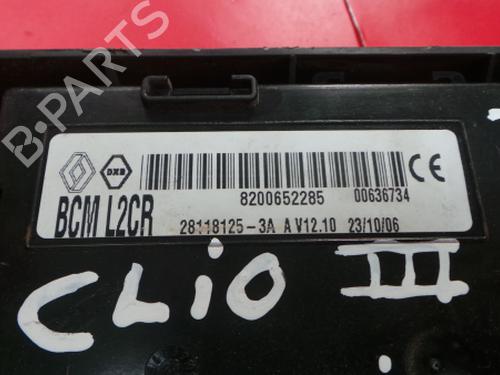 B-PARTS
DXB
8200652285 00636734
CE
BCM L2CR 28118125-3A A V12.10 23/10/06
CLiO III